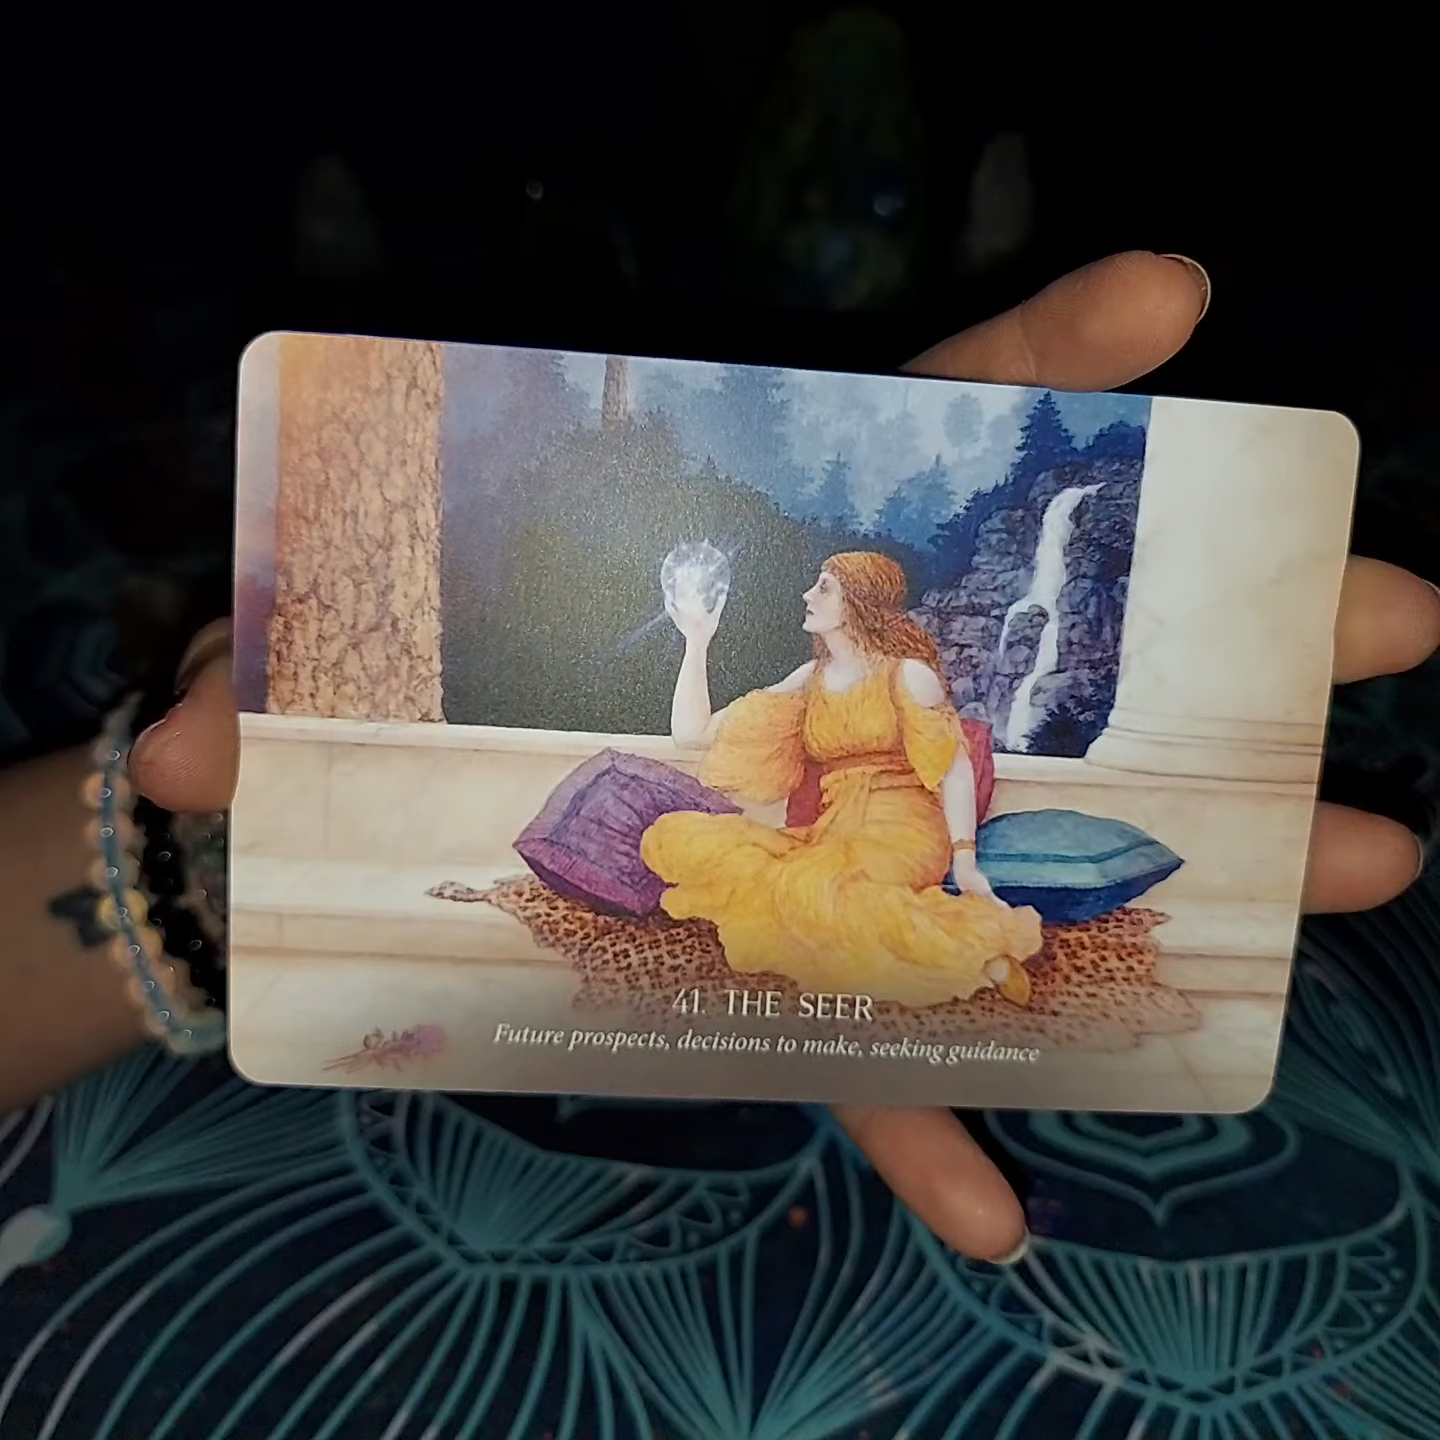 41. THE SEER
Future prospects, decisions to make, seeking guidance